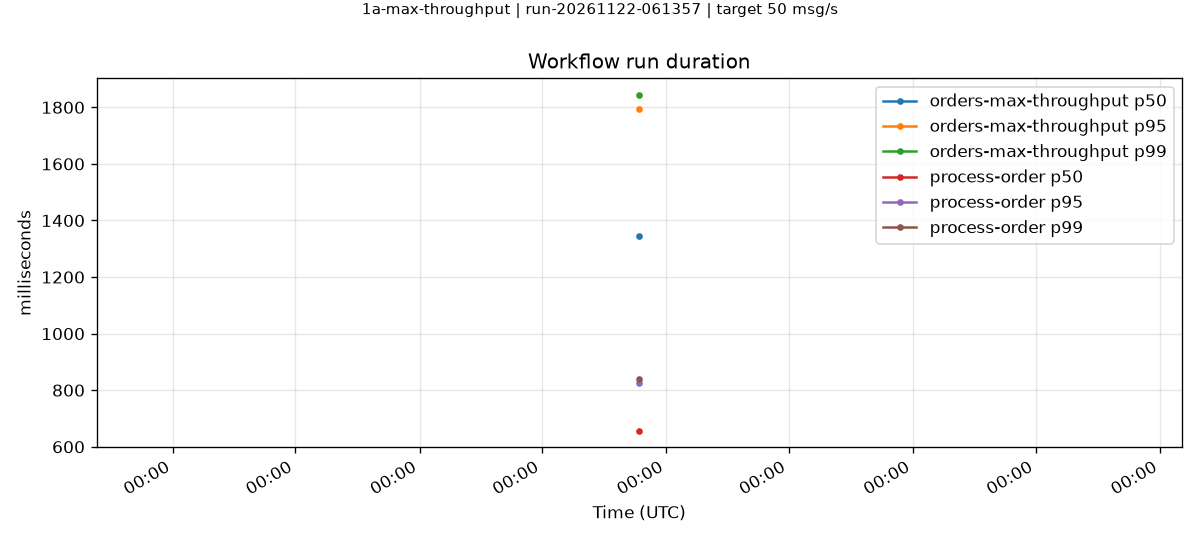 1a-max-throughput | run-20261122-061357 | target 50 msg/s
Workflow run duration
orders-max-throughput p50
orders-max-throughput p95
orders-max-throughput p99
process-order p50
process-order p95
process-order p99
milliseconds
1800
1600
1400
1200
1000
800
600
00:00 00:00 00:00 00:00 00:00 00:00 00:00 00:00 00:00
Time (UTC)